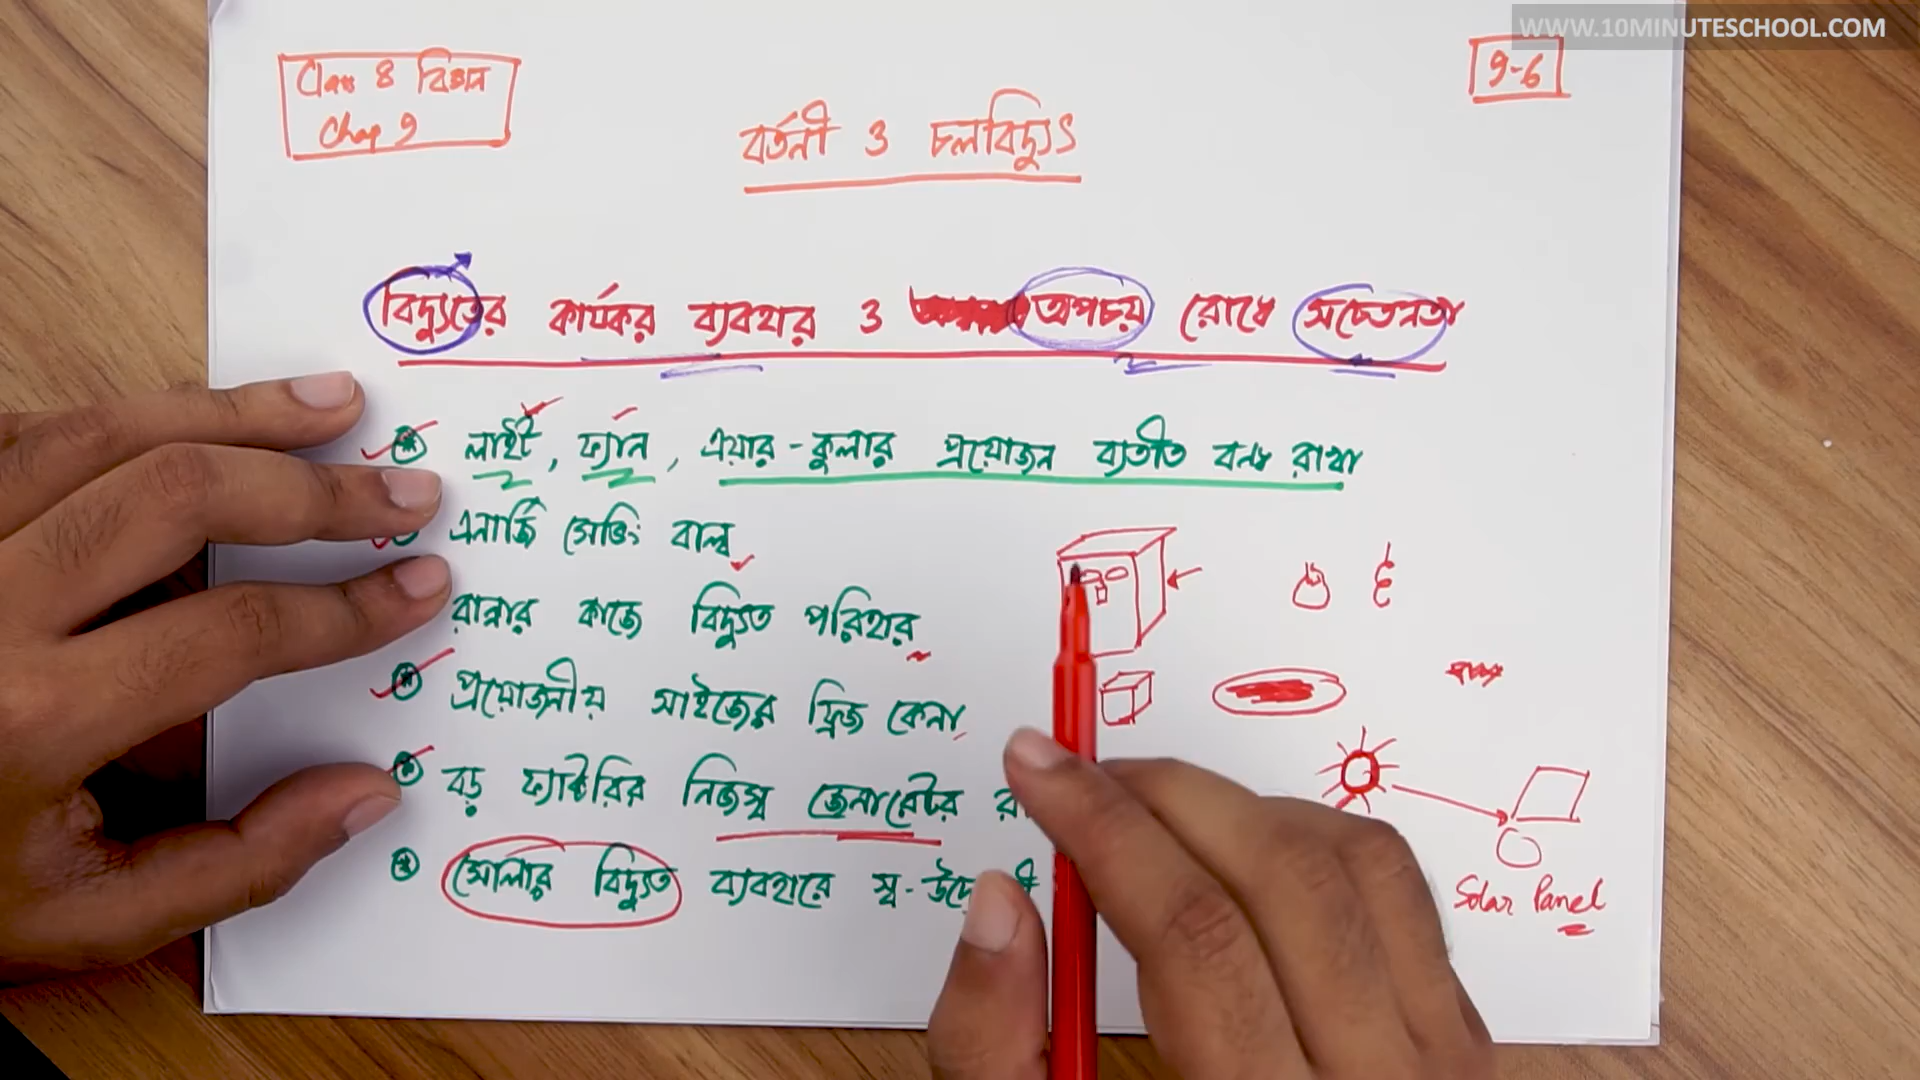 WWW.10MINUTESCHOOL.COM
Class 8 বিজ্ঞান
Chap 9
9-6
বর্তনী ও চলবিদ্যুৎ
বিদ্যুতের কার্যকর ব্যবহার ও অপচয় রোধে সচেতনতা
লাইট, ফ্যান, এয়ার-কুলার প্রয়োজন ব্যতীত বন্ধ রাখা
এনার্জি সেভিং বাল্ব
রান্নার কাজে বিদ্যুত পরিহার
প্রয়োজনীয় সাইজের ফ্রিজ কেনা
বড় ফ্যাক্টরির নিজস্ব জেনারেটর
সোলার বিদ্যুত ব্যবহারে
Solar Panel